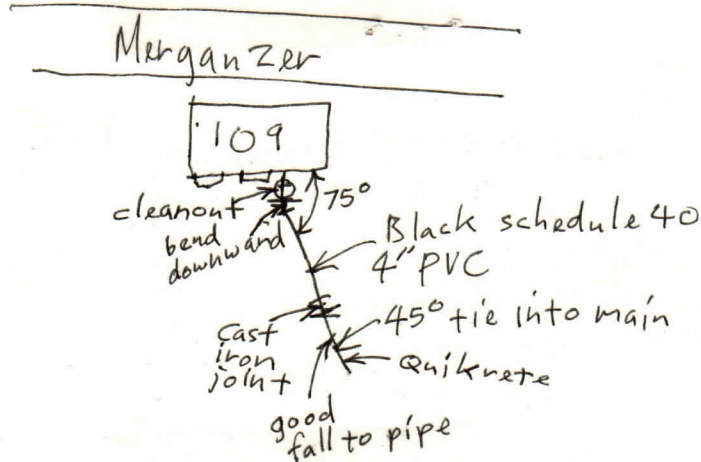 Merganzer
109
cleanout
75°
bend
downward
Black schedule 40
4" PVC
Cast
iron
joint
45° tie into main
Quikrete
good
fall to pipe